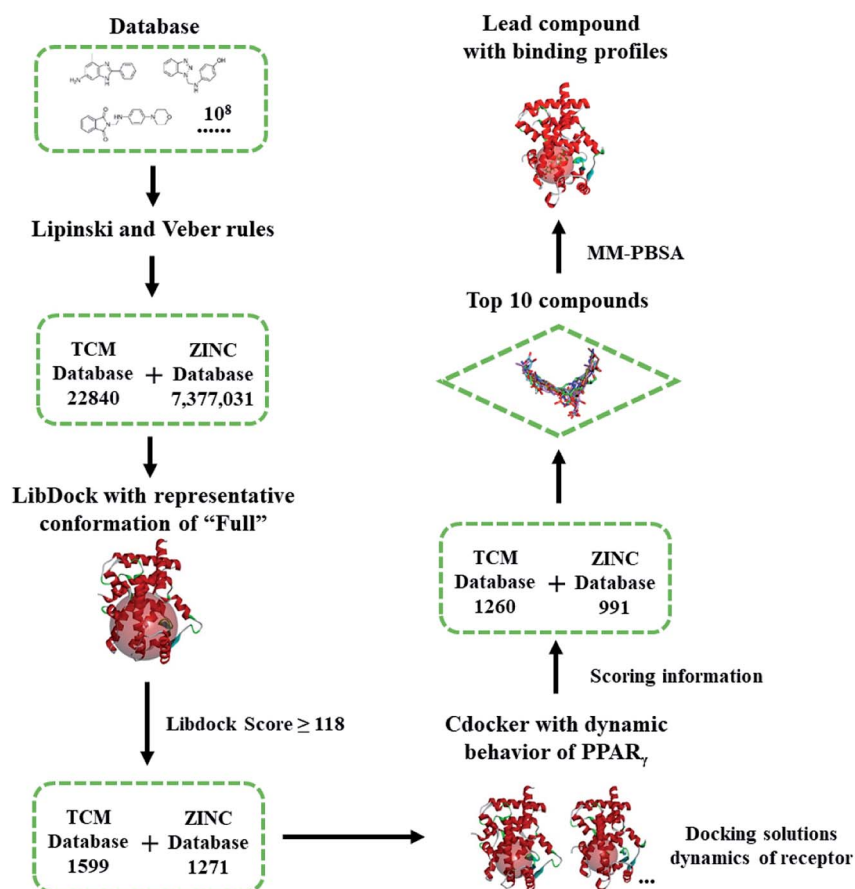 Database
H₂N
N
N
H
N
N
N
N
H
OH
O
N
O
HN
N
O
10⁸
......
Lipinski and Veber rules
TCM Database 22840
+
ZINC Database 7,377,031
LibDock with representative
conformation of “Full”
Libdock Score ≥ 118
TCM Database 1599
+
ZINC Database 1271
Cdocker with dynamic
behavior of PPARγ
Docking solutions
dynamics of receptor
...
Scoring information
TCM Database 1260
+
ZINC Database 991
Top 10 compounds
MM-PBSA
Lead compound
with binding profiles